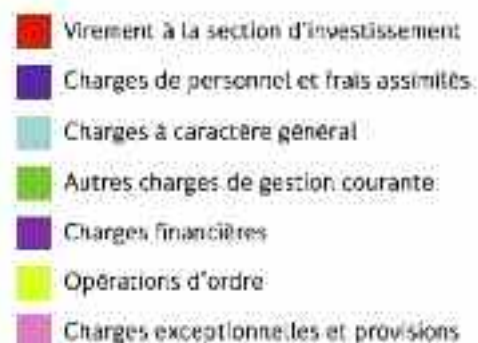 Virement à la section d'investissement
Charges de personnel et frais assimilés
Charges à caractère général
Autres charges de gestion courante
Charges financières
Opérations d'ordre
Charges exceptionnelles et provisions